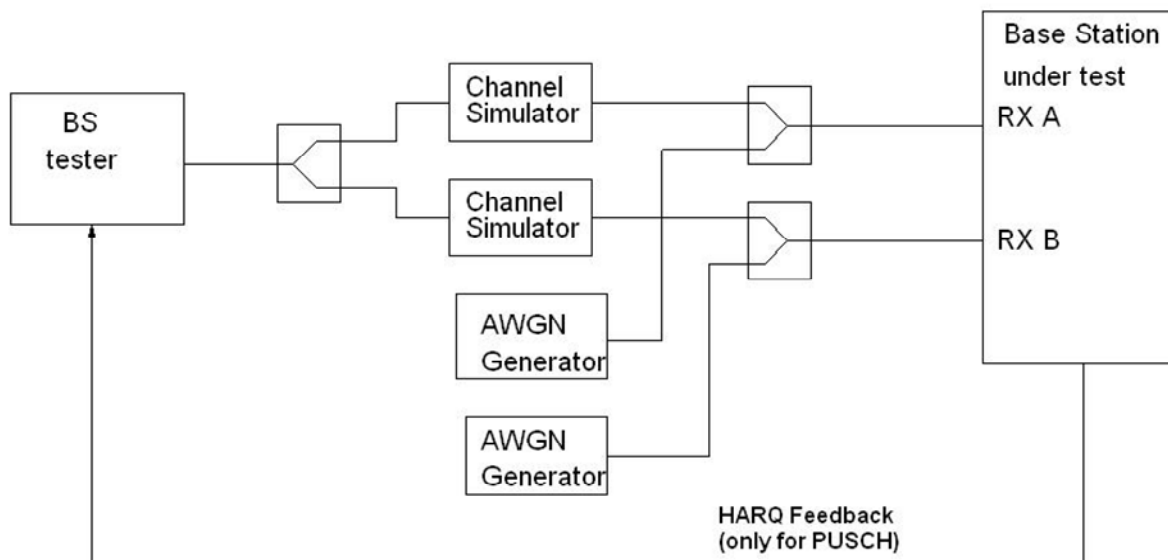 BS
tester
Channel
Simulator
Channel
Simulator
AWGN
Generator
AWGN
Generator
Base Station
under test
RX A
RX B
HARQ Feedback
(only for PUSCH)